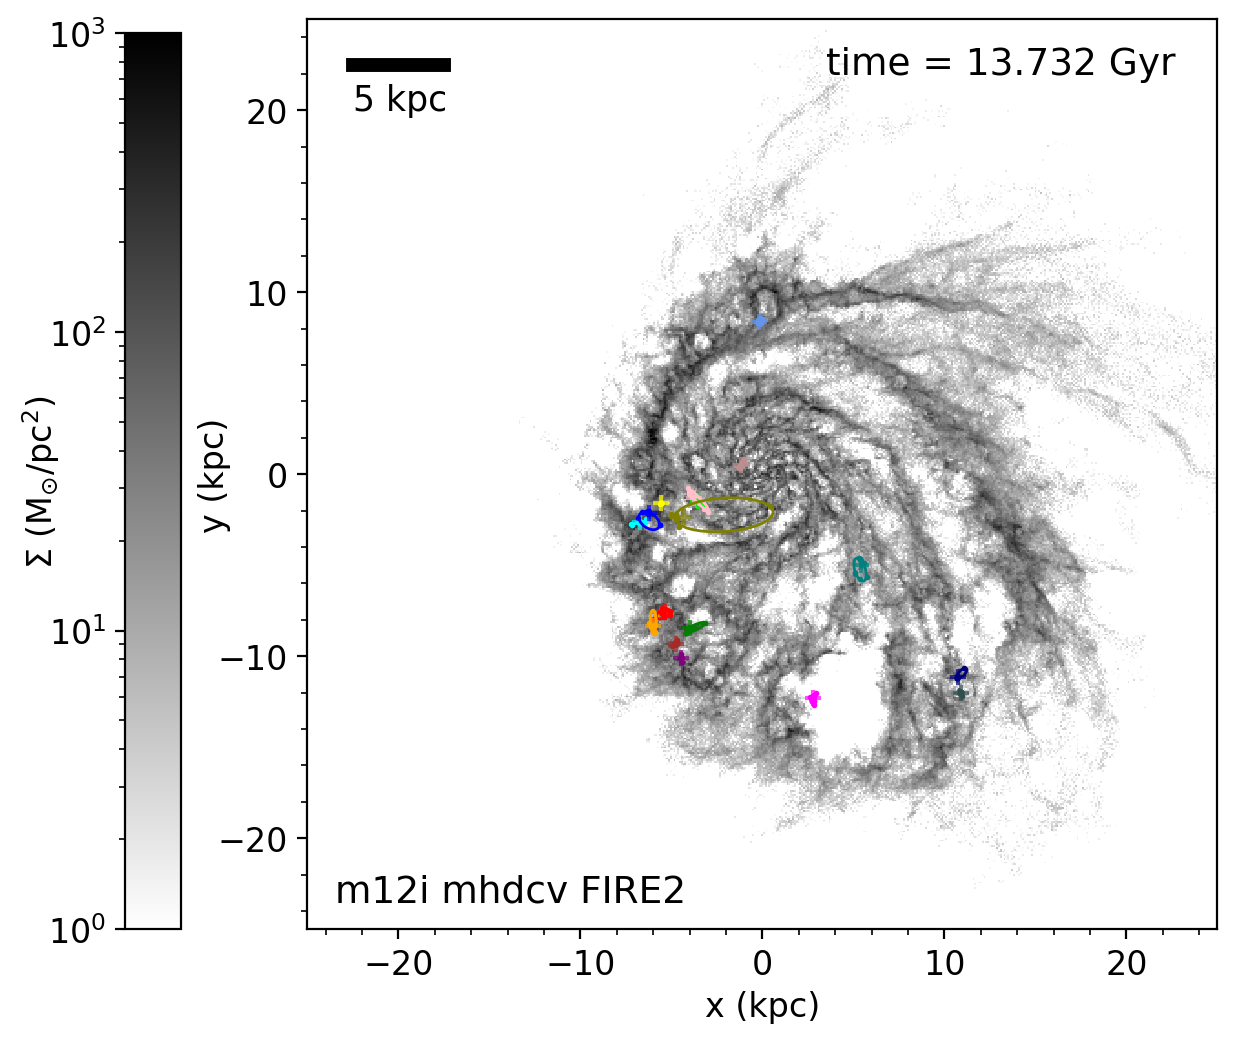 10³
10²
10¹
10⁰
Σ (M☉/pc²)
y (kpc)
20
10
0
−10
−20
5 kpc
time = 13.732 Gyr
m12i mhdcv FIRE2
−20
−10
0
10
20
x (kpc)